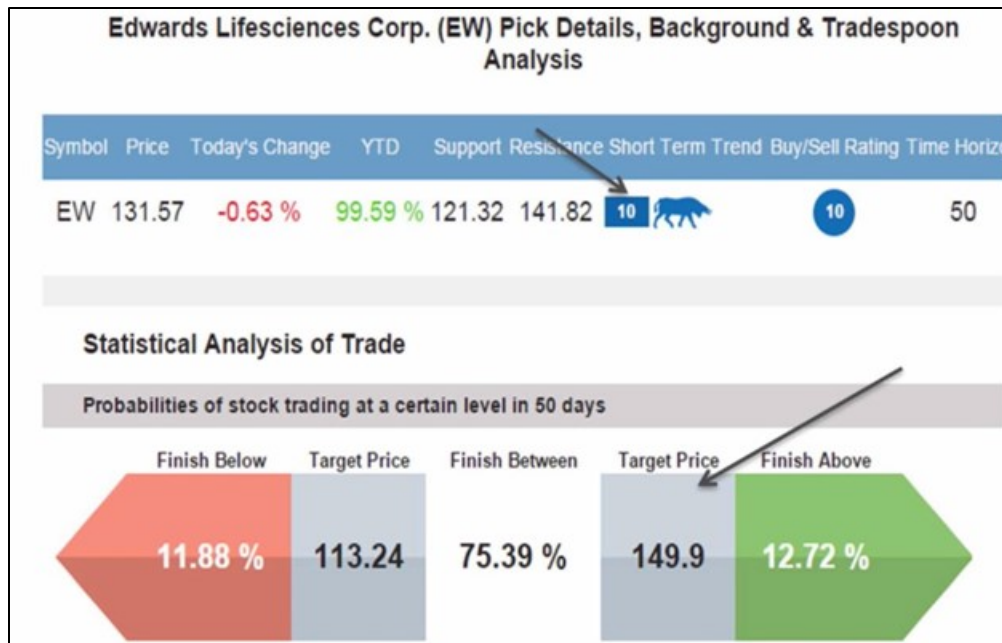 Edwards Lifesciences Corp. (EW) Pick Details, Background & Tradespoon
Analysis
Symbol Price Today's Change YTD Support Resistance Short Term Trend Buy/Sell Rating Time Horizo
EW 131.57 -0.63 % 99.59 % 121.32 141.82 10 10 50
Statistical Analysis of Trade
Probabilities of stock trading at a certain level in 50 days
Finish Below Target Price Finish Between Target Price Finish Above
11.88 % 113.24 75.39 % 149.9 12.72 %